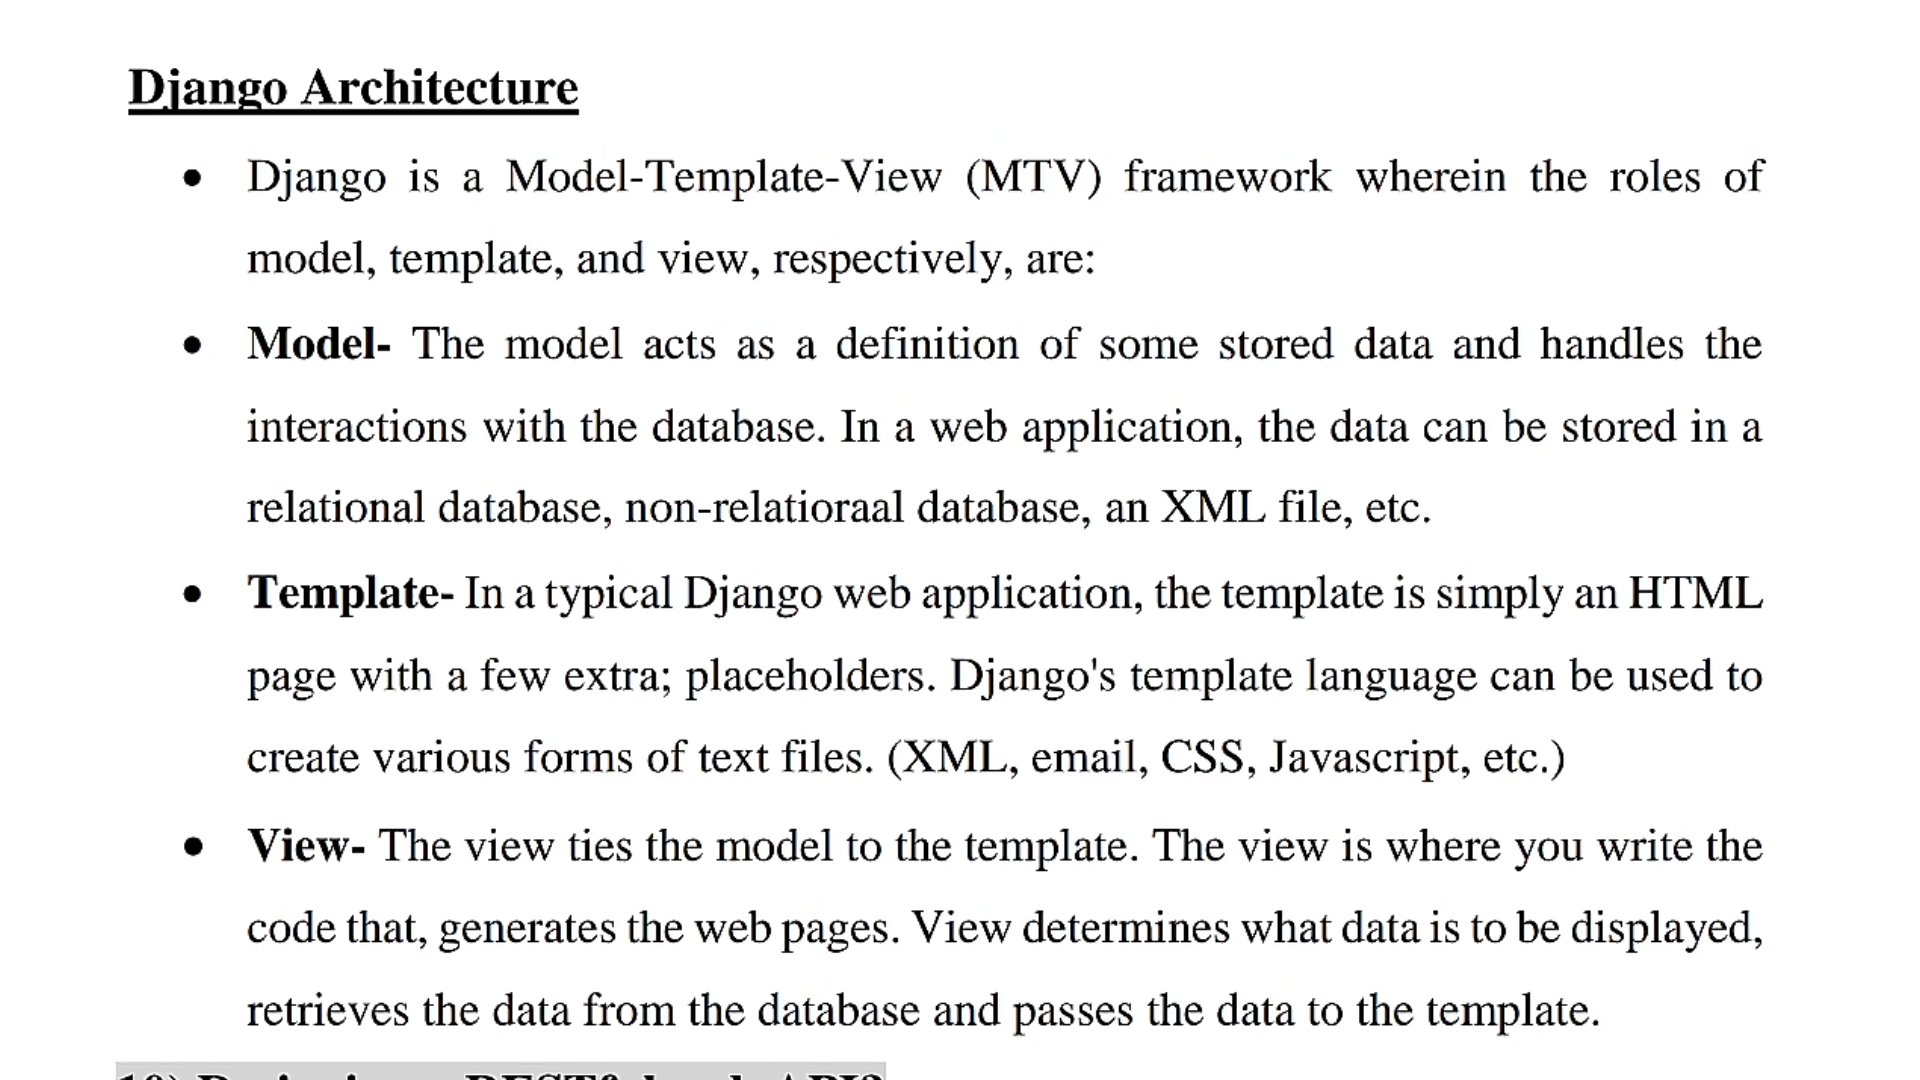 Django Architecture
• Django is a Model-Template-View (MTV) framework wherein the roles of
model, template, and view, respectively, are:
• Model- The model acts as a definition of some stored data and handles the
interactions with the database. In a web application, the data can be stored in a
relational database, non-relatioraal database, an XML file, etc.
• Template- In a typical Django web application, the template is simply an HTML
page with a few extra; placeholders. Django's template language can be used to
create various forms of text files. (XML, email, CSS, Javascript, etc.)
• View- The view ties the model to the template. The view is where you write the
code that, generates the web pages. View determines what data is to be displayed,
retrieves the data from the database and passes the data to the template.